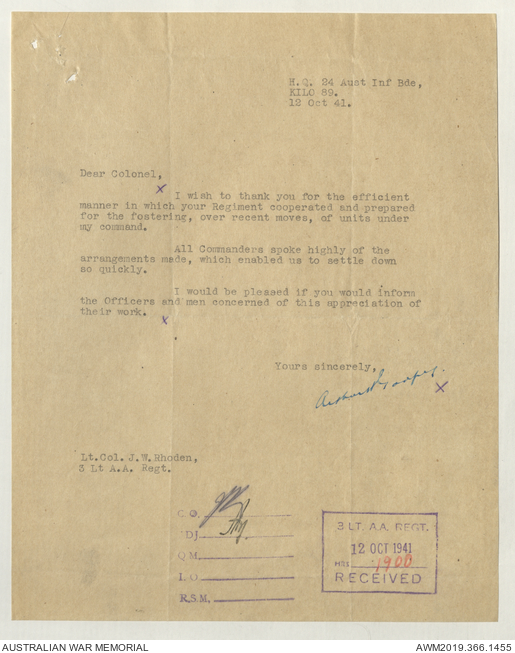 H.Q. 24 Aust Inf Bde,
KILO 89.
12 Oct 41.
Dear Colonel,
x
I wish to thank you for the efficient
manner in which your Regiment cooperated and prepared
for the fostering, over recent moves, of units under
my command.
All Commanders spoke highly of the
arrangements made, which enabled us to settle down
so quickly.
I would be pleased if you would inform
the Officers and men concerned of this appreciation of
their work. x
Yours sincerely,
x
Lt.Col. J.W.Rhoden,
3 Lt A.A. Regt.
C.O.
DJ.
Q.M.
I.O.
R.S.M.
3 LT. A.A. REGT.
12 OCT 1941
HRS 1900
RECEIVED
AUSTRALIAN WAR MEMORIAL
AWM2019.366.1455